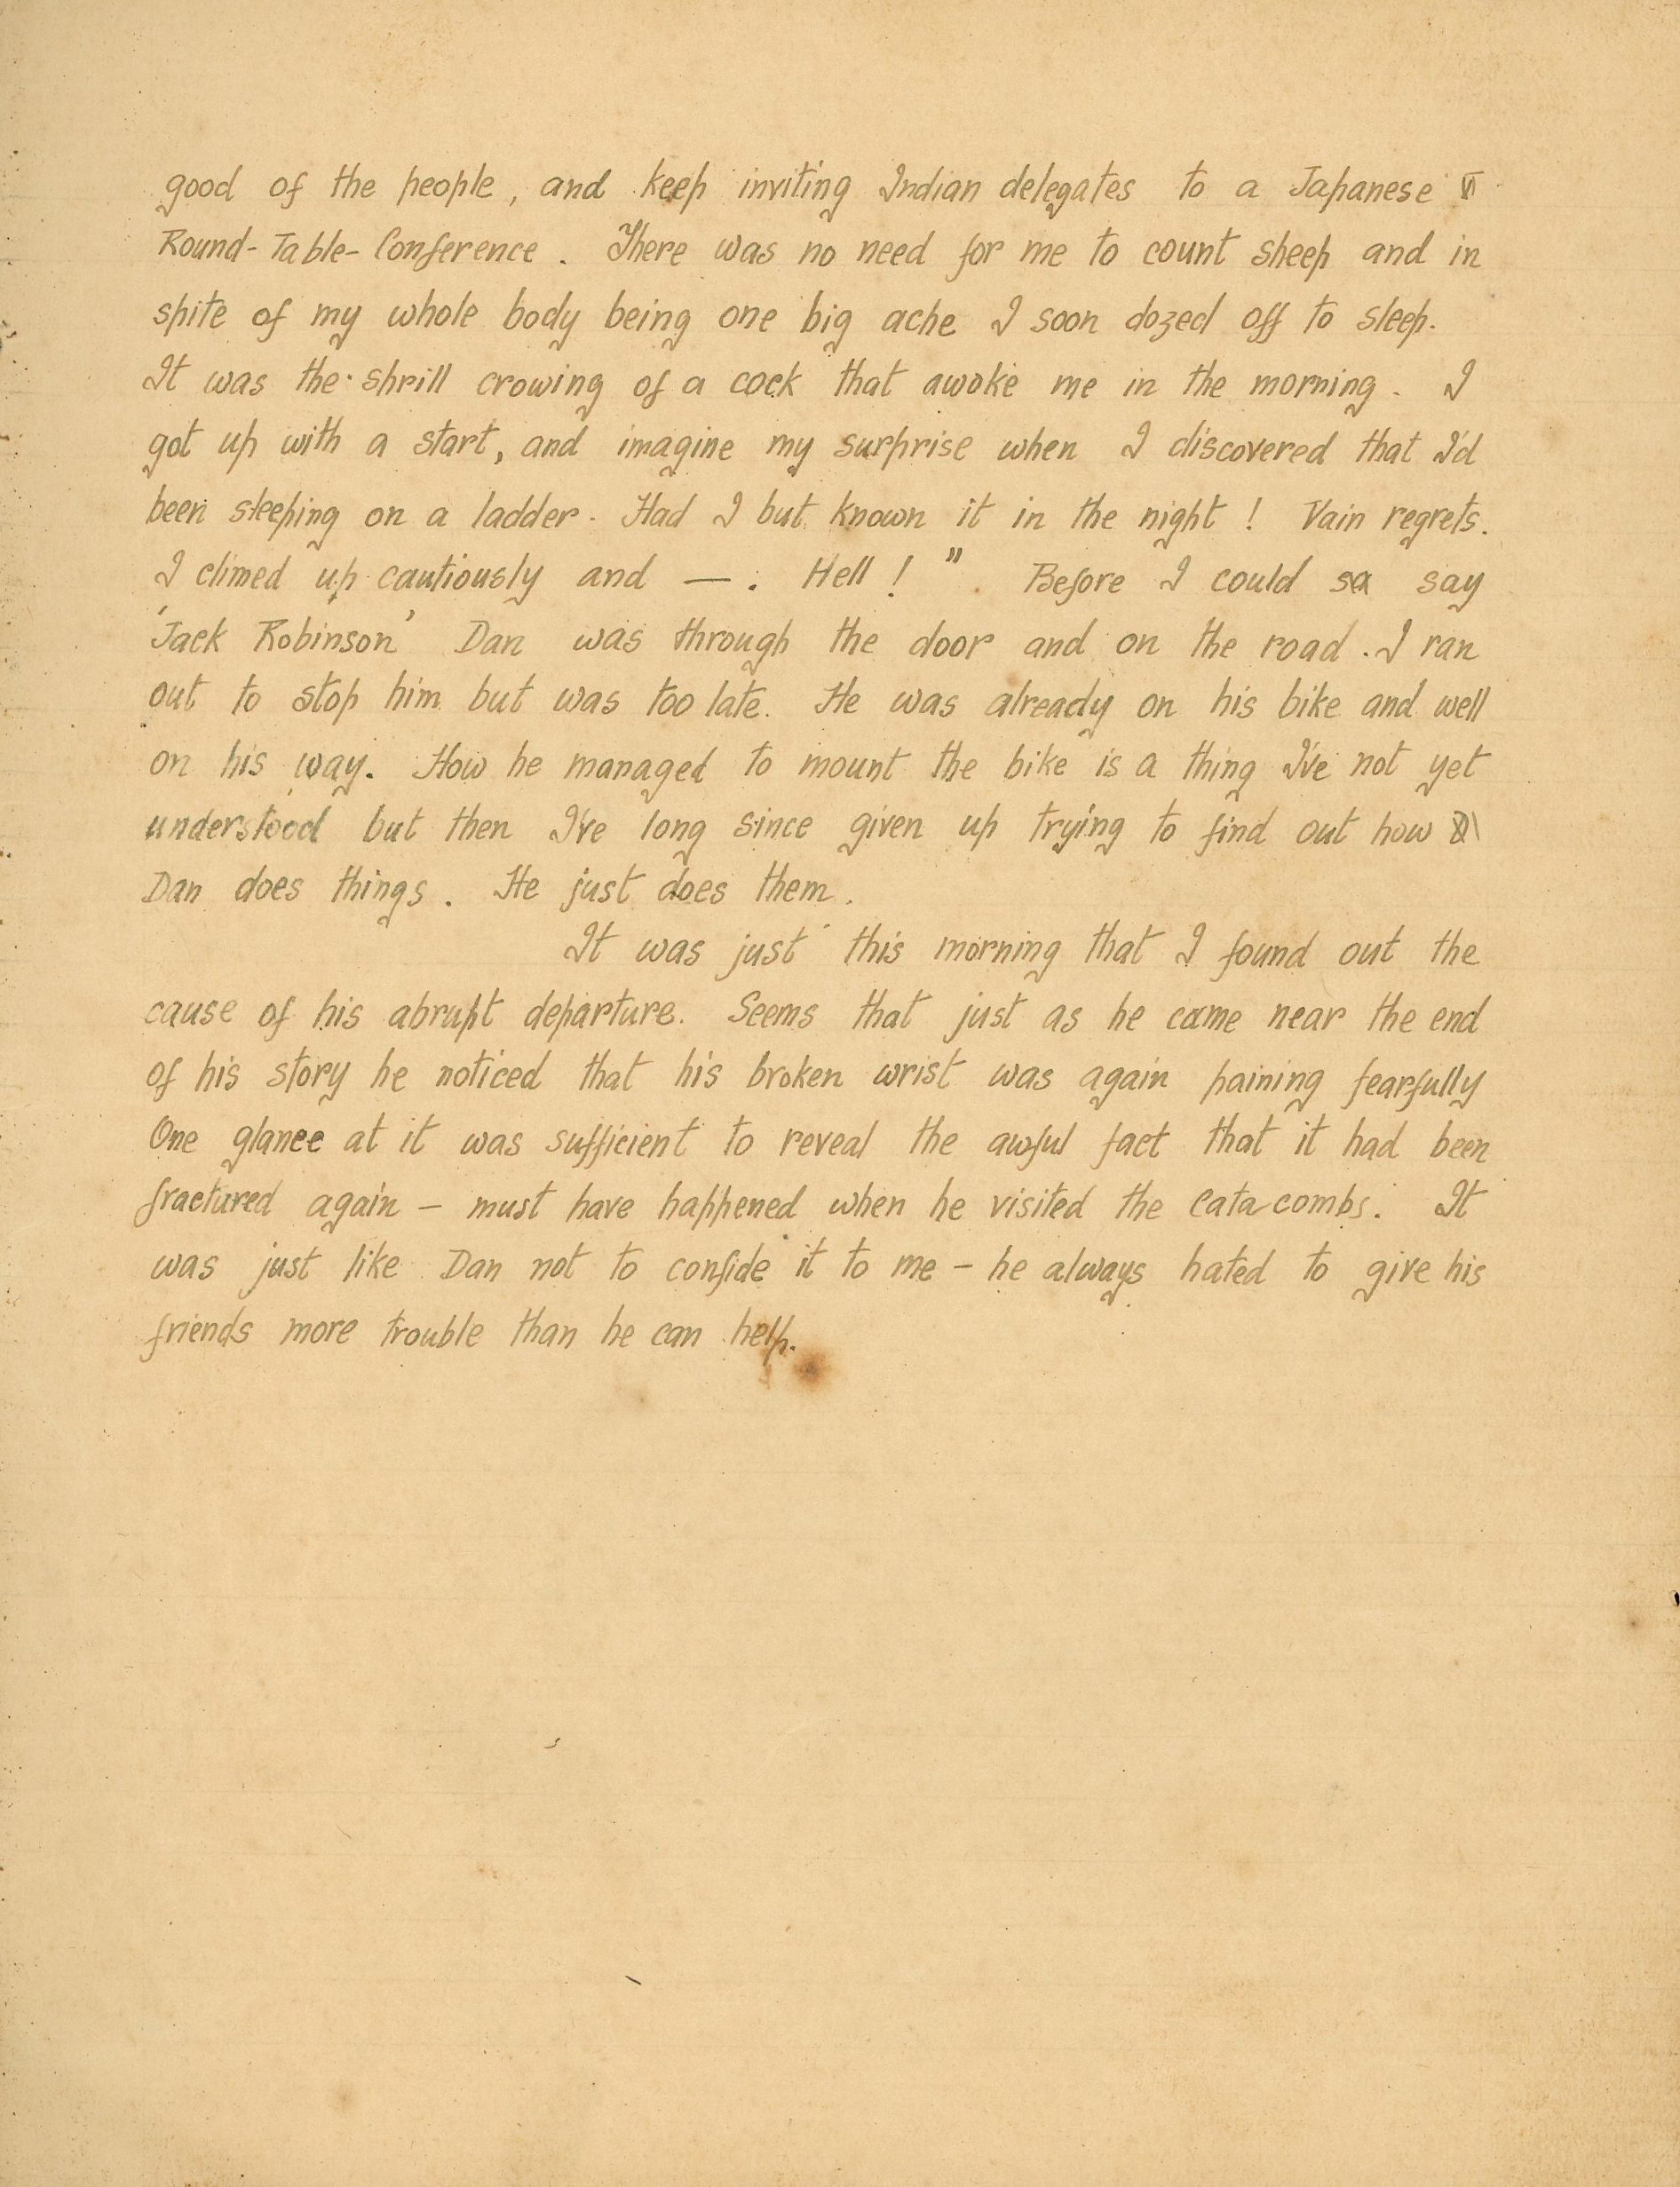 good of the people, and keep inviting Indian delegates to a Japanese
Round-Table-Conference. There was no need for me to count sheep and in
spite of my whole body being one big ache I soon dozed off to sleep.
It was the shrill crowing of a cock that awoke me in the morning. I
got up with a start, and imagine my surprise when I discovered that I'd
been sleeping on a ladder. Had I but known it in the night! Vain regrets.
I climed up cautiously and —. Hell!" Before I could sa say
'Jack Robinson' Dan was through the door and on the road. I ran
out to stop him but was too late. He was already on his bike and well
on his way. How he managed to mount the bike is a thing I've not yet
understood but then I've long since given up trying to find out how
Dan does things. He just does them.
It was just this morning that I found out the
cause of his abrupt departure. Seems that just as he came near the end
of his story he noticed that his broken wrist was again paining fearfully
One glance at it was sufficient to reveal the awful fact that it had been
fractured again — must have happened when he visited the Catacombs. It
was just like Dan not to confide it to me — he always hated to give his
friends more trouble than he can help.